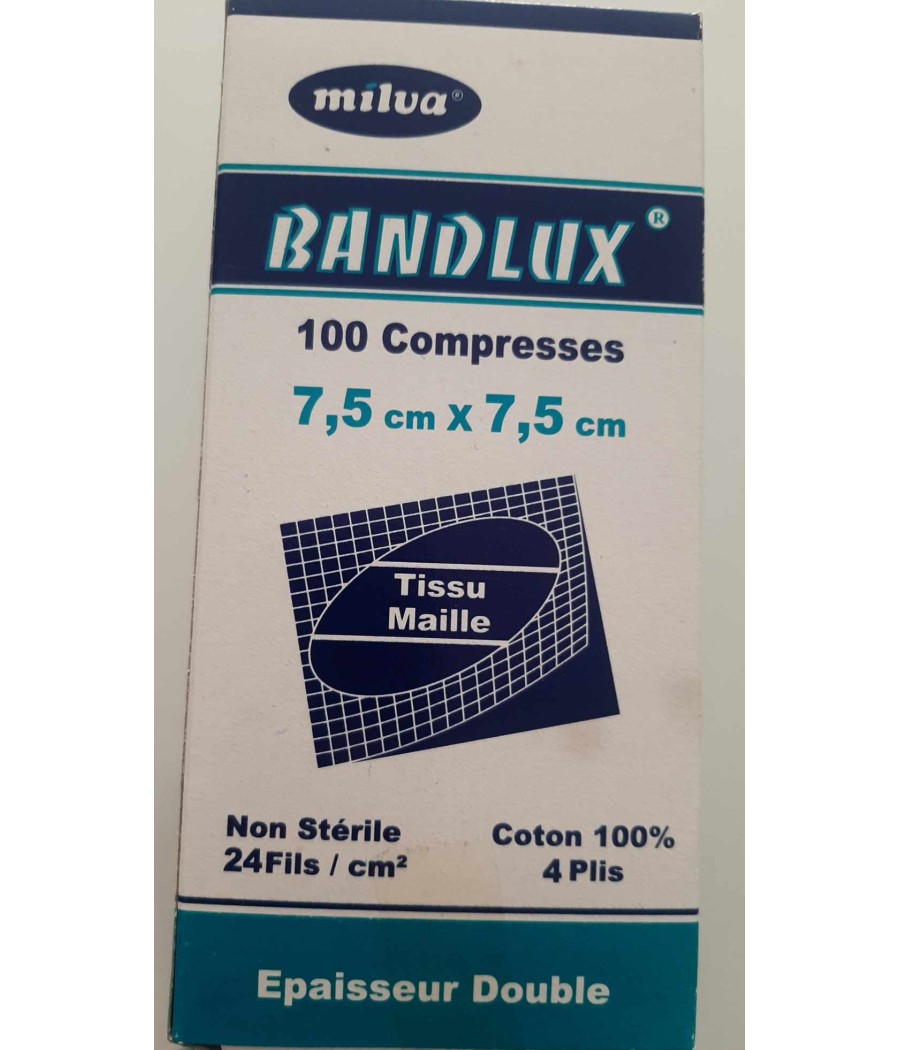 milva®
BANDLUX®
100 Compresses
7,5 cm X 7,5 cm
Tissu
Maille
Non Stérile
24Fils / cm²
Coton 100%
4 Plis
Epaisseur Double